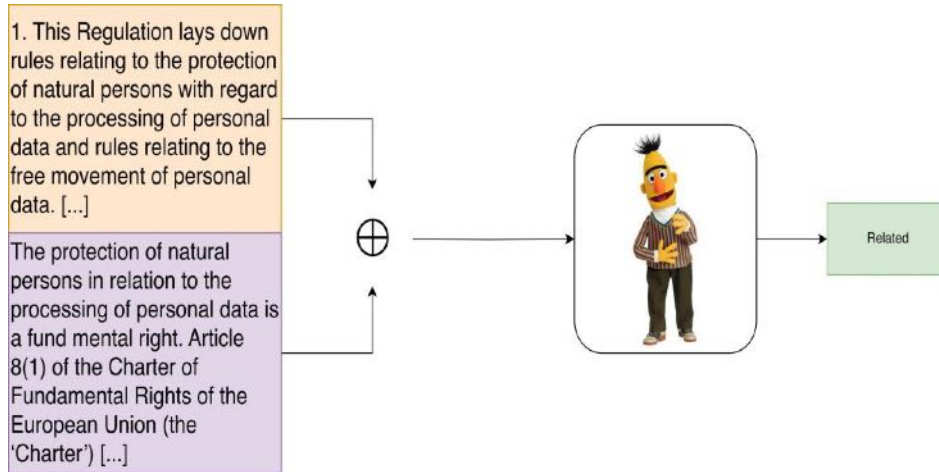 1. This Regulation lays down
rules relating to the protection
of natural persons with regard
to the processing of personal
data and rules relating to the
free movement of personal
data. [...]
The protection of natural
persons in relation to the
processing of personal data is
a fund mental right. Article
8(1) of the Charter of
Fundamental Rights of the
European Union (the
'Charter') [...]
Related